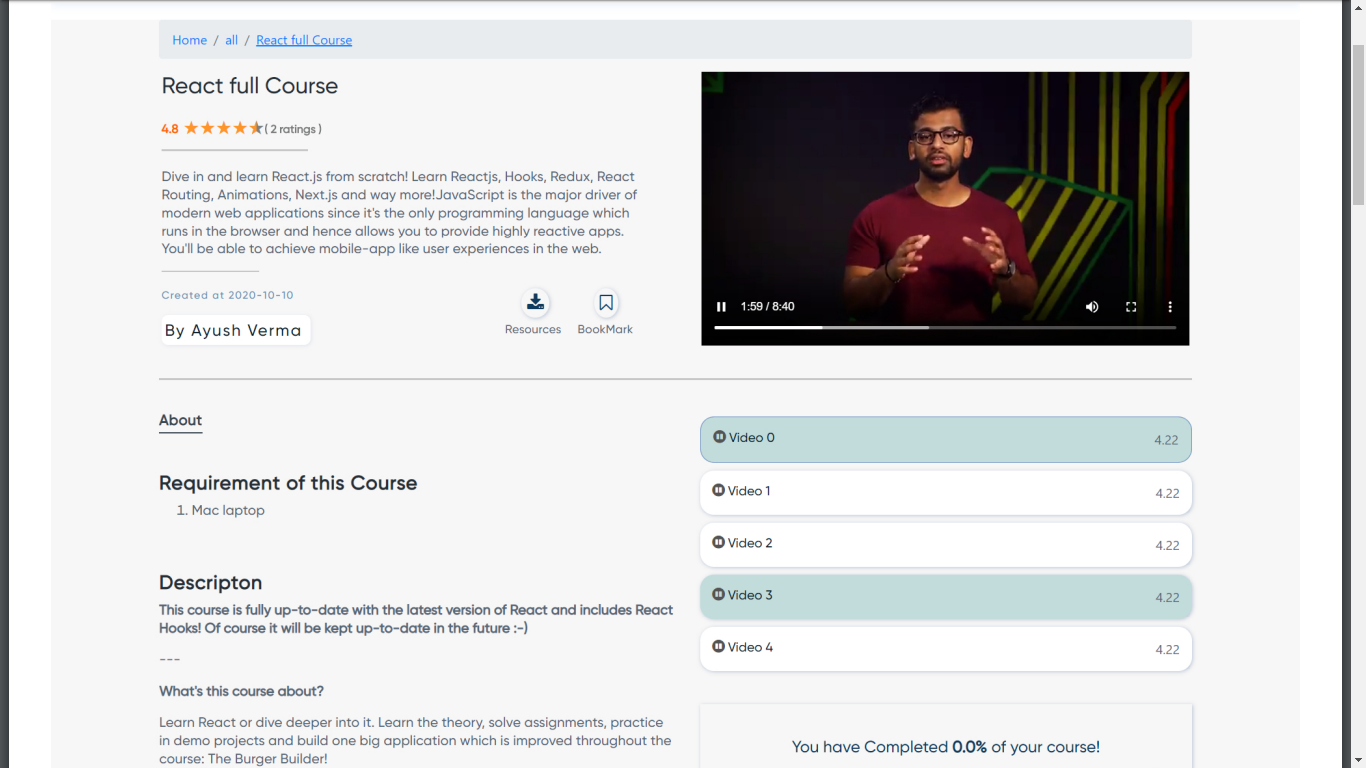 Home / all / React full Course
React full Course
4.8 ( 2 ratings )
Dive in and learn React.js from scratch! Learn Reactjs, Hooks, Redux, React
Routing, Animations, Next.js and way more!JavaScript is the major driver of
modern web applications since it's the only programming language which
runs in the browser and hence allows you to provide highly reactive apps.
You'll be able to achieve mobile-app like user experiences in the web.
Created at 2020-10-10
By Ayush Verma
Resources
BookMark
1:59 / 8:40
About
Requirement of this Course
1. Mac laptop
Descripton
This course is fully up-to-date with the latest version of React and includes React
Hooks! Of course it will be kept up-to-date in the future :-)
---
What's this course about?
Learn React or dive deeper into it. Learn the theory, solve assignments, practice
in demo projects and build one big application which is improved throughout the
course: The Burger Builder!
Video 0 4.22
Video 1 4.22
Video 2 4.22
Video 3 4.22
Video 4 4.22
You have Completed 0.0% of your course!